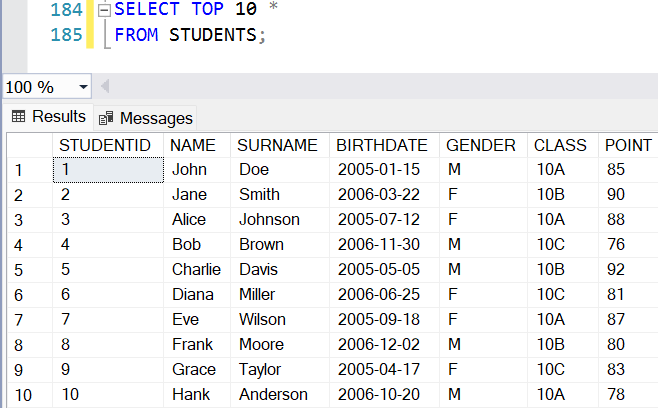 184 SELECT TOP 10 *
185 FROM STUDENTS;
100 %
Results Messages
STUDENTID NAME SURNAME BIRTHDATE GENDER CLASS POINT
1 1 John Doe 2005-01-15 M 10A 85
2 2 Jane Smith 2006-03-22 F 10B 90
3 3 Alice Johnson 2005-07-12 F 10A 88
4 4 Bob Brown 2006-11-30 M 10C 76
5 5 Charlie Davis 2005-05-05 M 10B 92
6 6 Diana Miller 2006-06-25 F 10C 81
7 7 Eve Wilson 2005-09-18 F 10A 87
8 8 Frank Moore 2006-12-02 M 10B 80
9 9 Grace Taylor 2005-04-17 F 10C 83
10 10 Hank Anderson 2006-10-20 M 10A 78